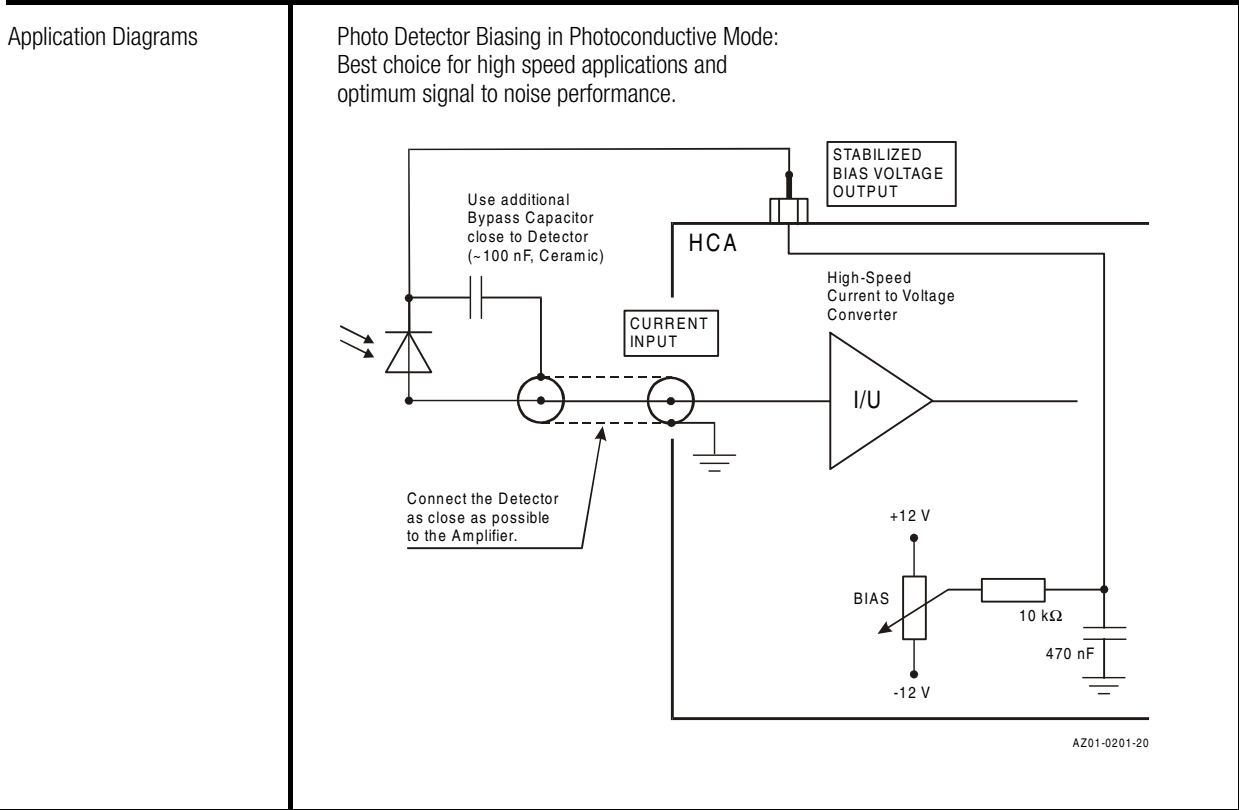 Application Diagrams
Photo Detector Biasing in Photoconductive Mode:
Best choice for high speed applications and
optimum signal to noise performance.
STABILIZED
BIAS VOLTAGE
OUTPUT
Use additional
Bypass Capacitor
close to Detector
(~100 nF, Ceramic)
HCA
High-Speed
Current to Voltage
Converter
CURRENT
INPUT
I/U
Connect the Detector
as close as possible
to the Amplifier.
+12 V
BIAS
10 kΩ
470 nF
-12 V
AZ01-0201-20